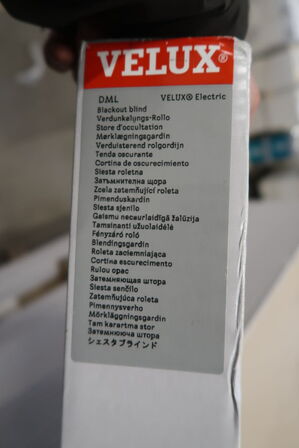 VELUX®
DML VELUX® Electric
Blackout blind
Verdunkelungs-Rollo
Store d'occultation
Mørklægningsgardin
Verduisterend rolgordijn
Tenda oscurante
Cortina de oscurecimiento
Siesta roletna
Затъмнителна щора
Zcela zatemňující roleta
Pimenduskardin
Siesta sjenilo
Gaismu necaurlaidīgā žalūzija
Tamsinanti užuolaidėlė
Fényzáró roló
Blendingsgardin
Roleta zaciemniająca
Cortina escurecimento
Rulou opac
Затемняющая штора
Siesta senčilo
Zatemňujúca roleta
Pimennysverho
Mörkläggningsgardin
Tam karartma stor
Затемнююча штора
シエスタブラインド